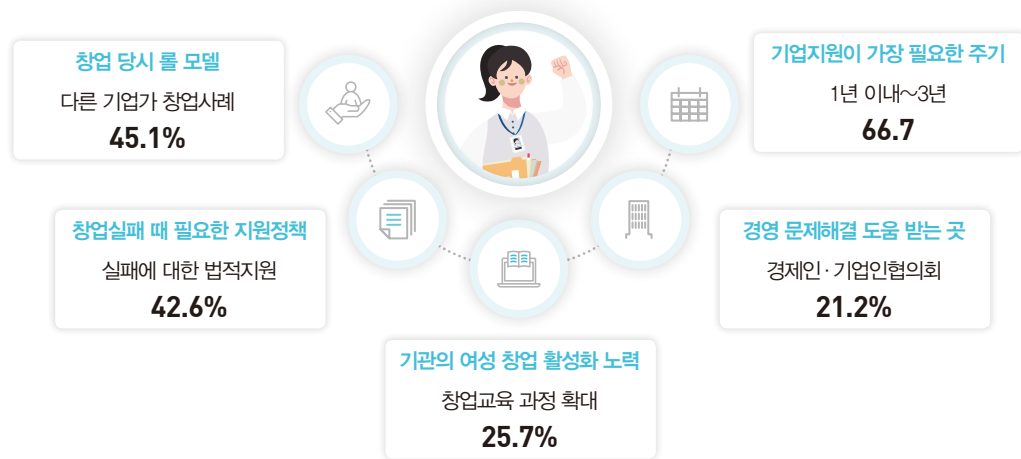 창업 당시 롤 모델
다른 기업가 창업사례
45.1%
기업지원이 가장 필요한 주기
1년 이내~3년
66.7
창업실패 때 필요한 지원정책
실패에 대한 법적지원
42.6%
경영 문제해결 도움 받는 곳
경제인·기업인협의회
21.2%
기관의 여성 창업 활성화 노력
창업교육 과정 확대
25.7%